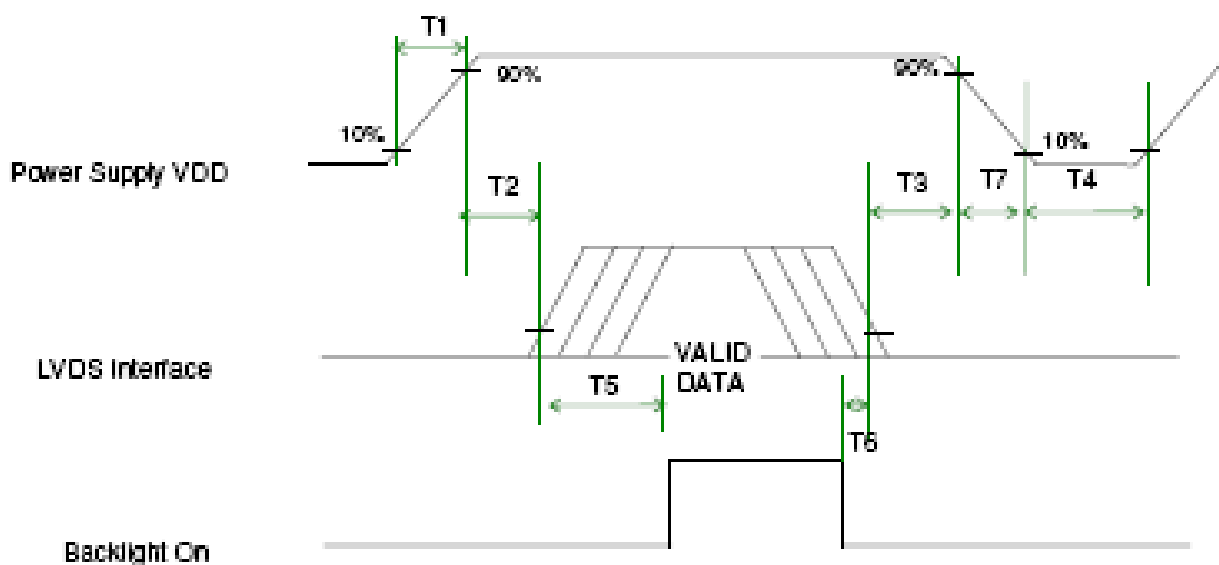 T1
90%
90%
10%
10%
Power Supply VDD
T2
T3
T7
T4
VALID
DATA
LVDS Interface
T5
T6
Backlight On